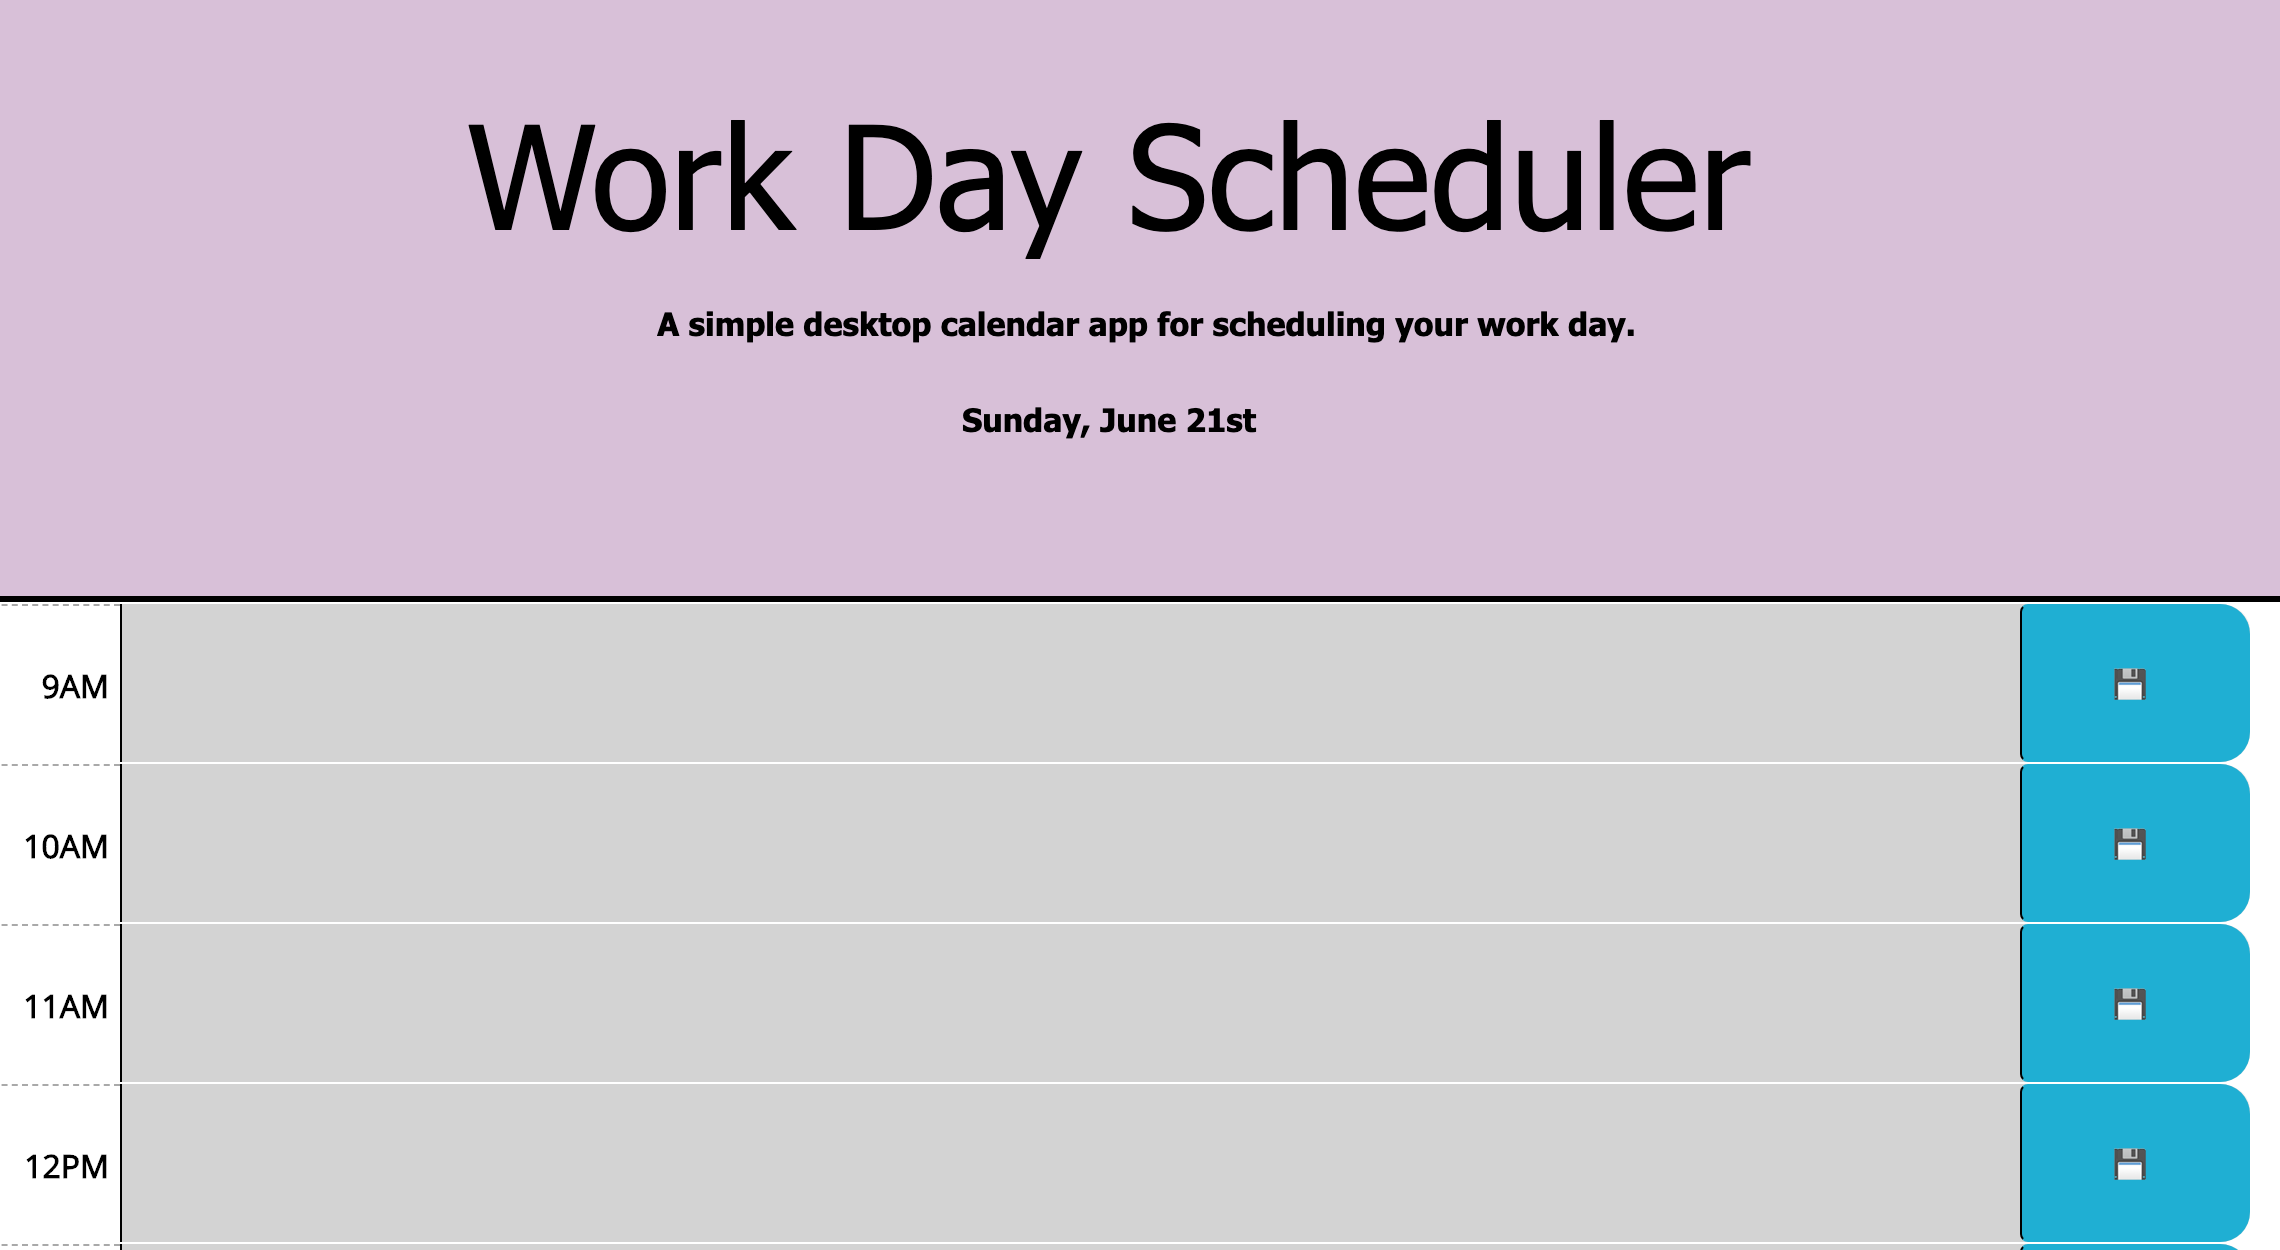 Work Day Scheduler
A simple desktop calendar app for scheduling your work day.
Sunday, June 21st
9AM
10AM
11AM
12PM